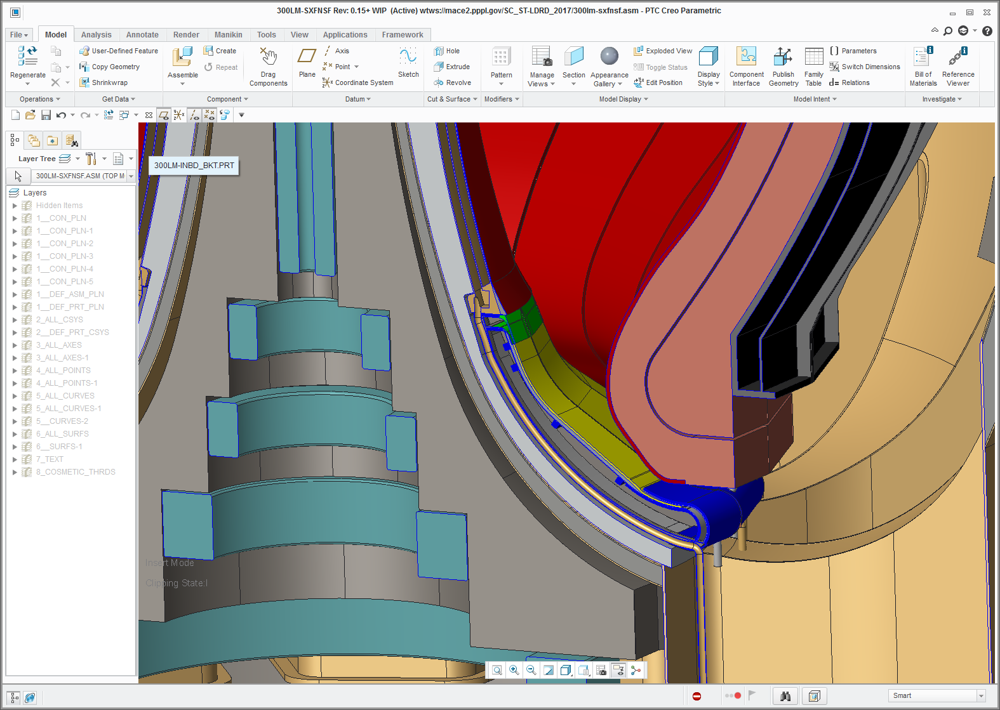 300LM-SXFNSF Rev: 0.15+ WIP (Active) wtws://mace2.pppl.gov/SC_ST-LDRD_2017/300lm-sxfnsf.asm - PTC Creo Parametric
File Model Analysis Annotate Render Manikin Tools View Applications Framework
Regenerate
User-Defined Feature
Copy Geometry
Shrinkwrap
Assemble
Create
Repeat
Drag
Components
Plane
Axis
Point
Coordinate System
Sketch
Hole
Extrude
Revolve
Pattern
Manage
Views
Section
Appearance
Gallery
Exploded View
Toggle Status
Edit Position
Display
Style
Component
Interface
Publish
Geometry
Family
Table
Parameters
Switch Dimensions
Relations
Bill of
Materials
Reference
Viewer
Operations Get Data Component Datum Cut & Surface Modifiers Model Display Model Intent Investigate
Layer Tree
300LM-INBD_BKT.PRT
300LM-SXFNSF.ASM (TOP M
Layers
Hidden Items
1__CON_PLN
1__CON_PLN-1
1__CON_PLN-2
1__CON_PLN-3
1__CON_PLN-4
1__CON_PLN-5
1__DEF_ASM_PLN
1__DEF_PRT_PLN
2_ALL_CSYS
2__DEF_PRT_CSYS
3_ALL_AXES
3_ALL_AXES-1
4_ALL_POINTS
4_ALL_POINTS-1
5_ALL_CURVES
5_ALL_CURVES-1
5__CURVES-2
6_ALL_SURFS
6__SURFS-1
7_TEXT
8_COSMETIC_THRDS
Insert Mode
Clipping State:I
Smart